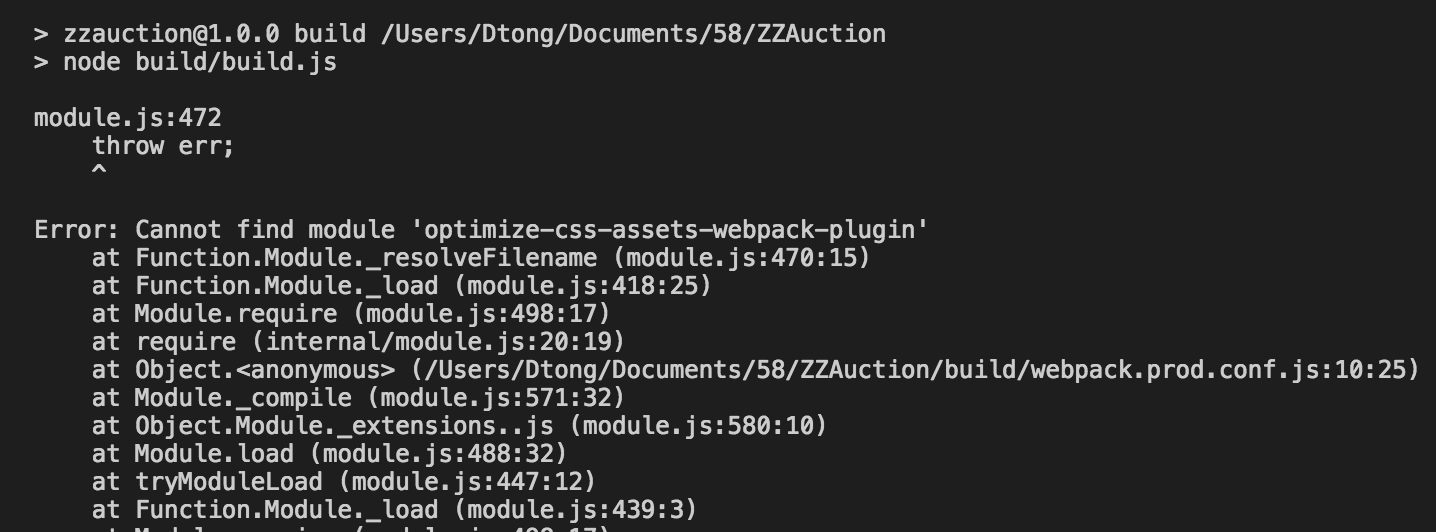 > zzauction@1.0.0 build /Users/Dtong/Documents/58/ZZAuction
> node build/build.js
module.js:472
throw err;
^
Error: Cannot find module 'optimize-css-assets-webpack-plugin'
at Function.Module._resolveFilename (module.js:470:15)
at Function.Module._load (module.js:418:25)
at Module.require (module.js:498:17)
at require (internal/module.js:20:19)
at Object.<anonymous> (/Users/Dtong/Documents/58/ZZAuction/build/webpack.prod.conf.js:10:25)
at Module._compile (module.js:571:32)
at Object.Module._extensions..js (module.js:580:10)
at Module.load (module.js:488:32)
at tryModuleLoad (module.js:447:12)
at Function.Module._load (module.js:439:3)